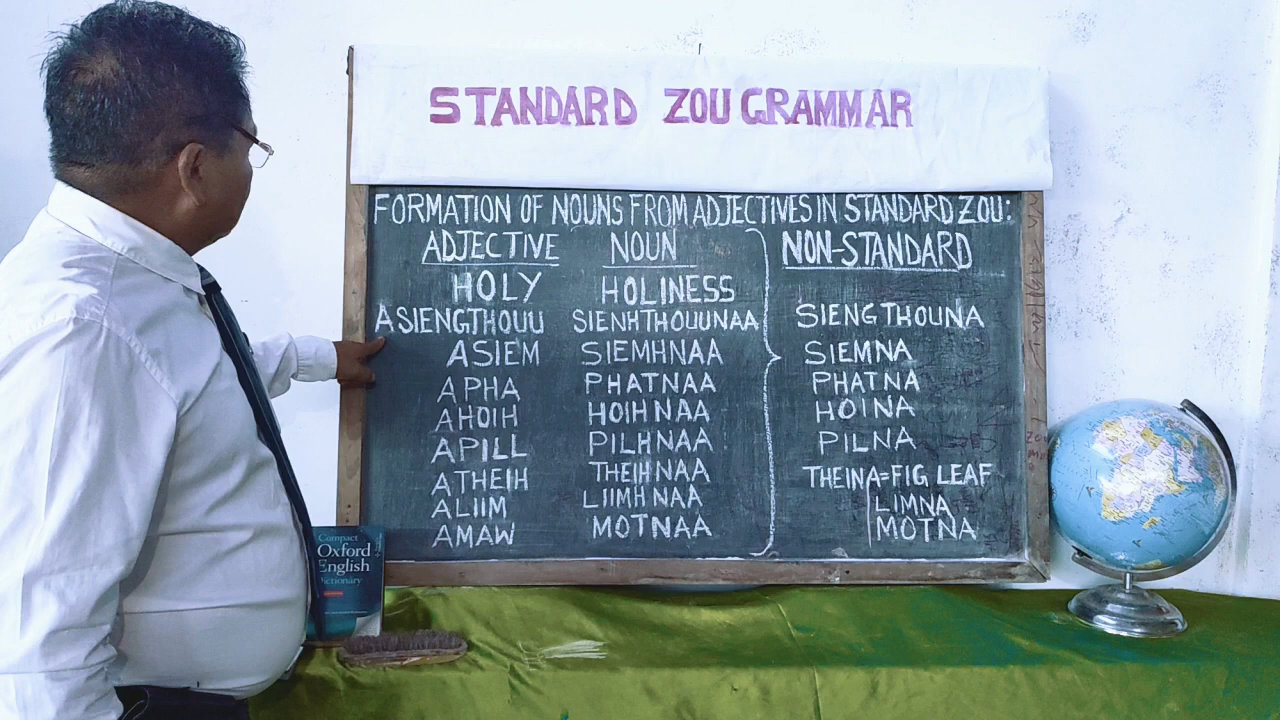 STANDARD ZOU GRAMMAR
FORMATION OF NOUNS FROM ADJECTIVES IN STANDARD ZOU:
ADJECTIVE NOUN NON-STANDARD
HOLY HOLINESS
ASIENGTHOUU SIENHTHOUUNAA SIENGTHOUNA
ASIEM SIEMHNAA SIEMNA
APHA PHATNAA PHATNA
AHOIH HOIHNAA HOINA
APILL PILHNAA PILNA
ATHEIH THEIHNAA THEINA=FIG LEAF
ALIIM LIIMHNAA LIMNA
AMAW MOTNAA MOTNA
Compact
Oxford
English
Dictionary